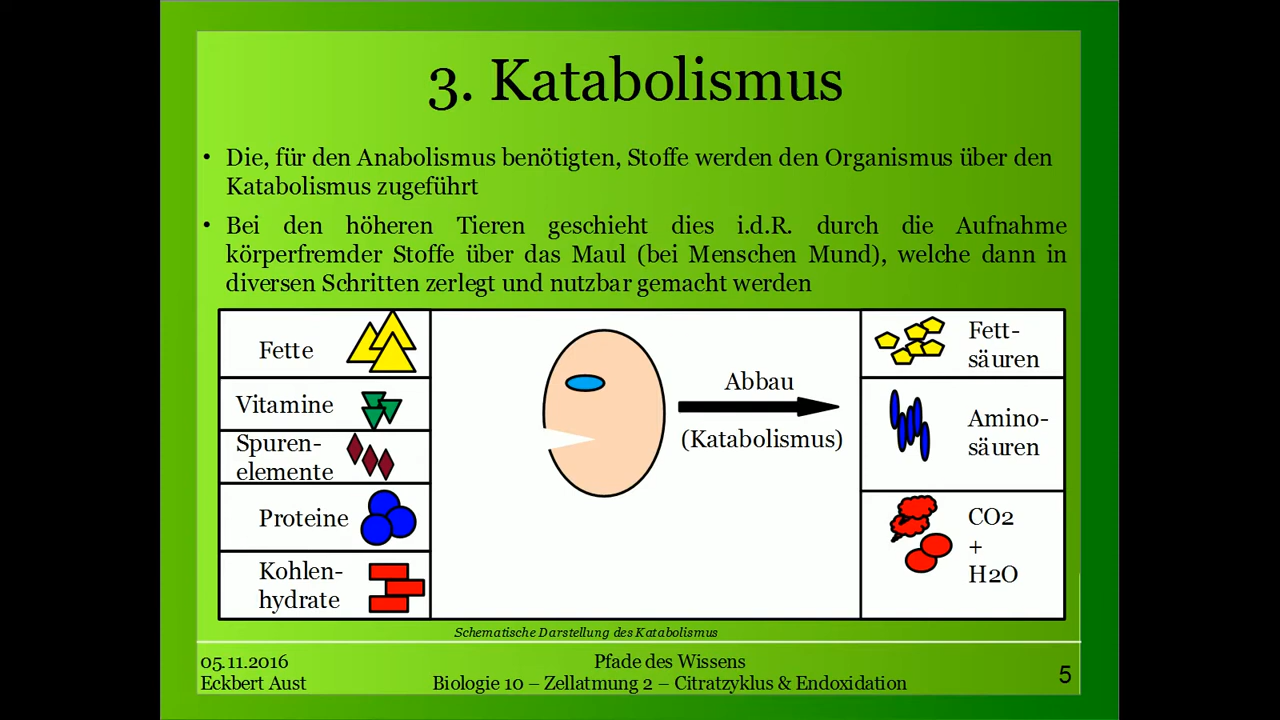 3. Katabolismus
• Die, für den Anabolismus benötigten, Stoffe werden den Organismus über den
Katabolismus zugeführt
• Bei den höheren Tieren geschieht dies i.d.R. durch die Aufnahme
körperfremder Stoffe über das Maul (bei Menschen Mund), welche dann in
diversen Schritten zerlegt und nutzbar gemacht werden
Fette
Vitamine
Spuren-
elemente
Proteine
Kohlen-
hydrate
Abbau
(Katabolismus)
Fett-
säuren
Amino-
säuren
CO2
+
H2O
Schematische Darstellung des Katabolismus
05.11.2016
Eckbert Aust
Pfade des Wissens
Biologie 10 – Zellatmung 2 – Citratzyklus & Endoxidation
5